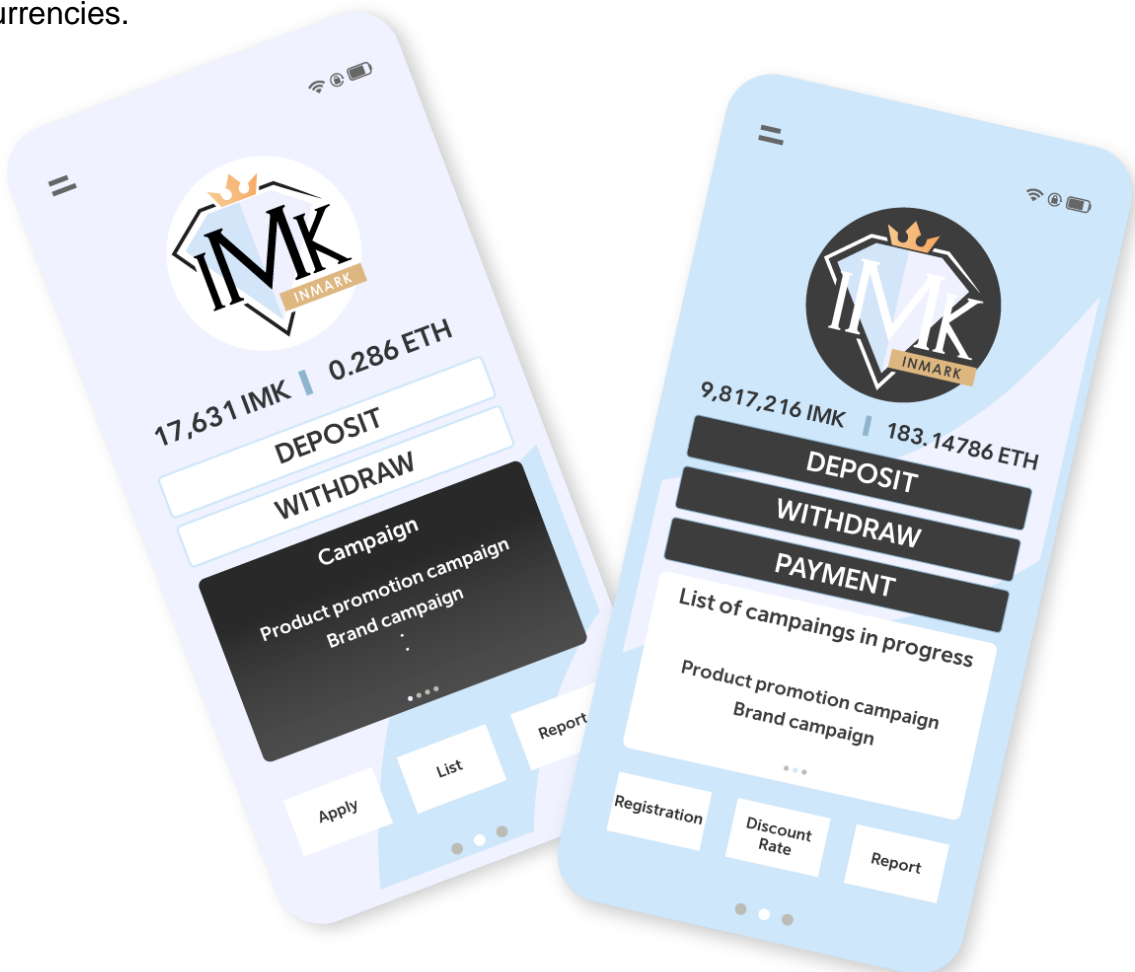 urrencies.
IMK
INMARK
17,631 IMK 0.286 ETH
DEPOSIT
WITHDRAW
Campaign
Product promotion campaign
Brand campaign
:
Apply
List
Report
IMK
INMARK
9,817,216 IMK 183.14786 ETH
DEPOSIT
WITHDRAW
PAYMENT
List of campaings in progress
Product promotion campaign
Brand campaign
Registration
Discount
Rate
Report